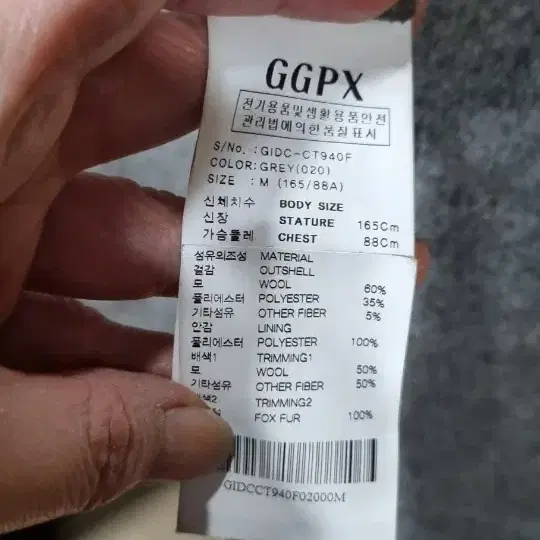 GGPX
전기용품및생활용품안전
관리법에의한품질표시
S/No. :GIDC-CT940F
COLOR:GREY(020)
SIZE : M (165/88A)
신체치수 BODY SIZE
신장 STATURE 165Cm
가슴둘레 CHEST 88Cm
섬유의조성 MATERIAL
겉감 OUTSHELL
모 WOOL 60%
폴리에스터 POLYESTER 35%
기타섬유 OTHER FIBER 5%
안감 LINING
폴리에스터 POLYESTER 100%
배색1 TRIMMING1
모 WOOL 50%
기타섬유 OTHER FIBER 50%
배색2 TRIMMING2
FOX FUR 100%
GIDCCT940F02000M